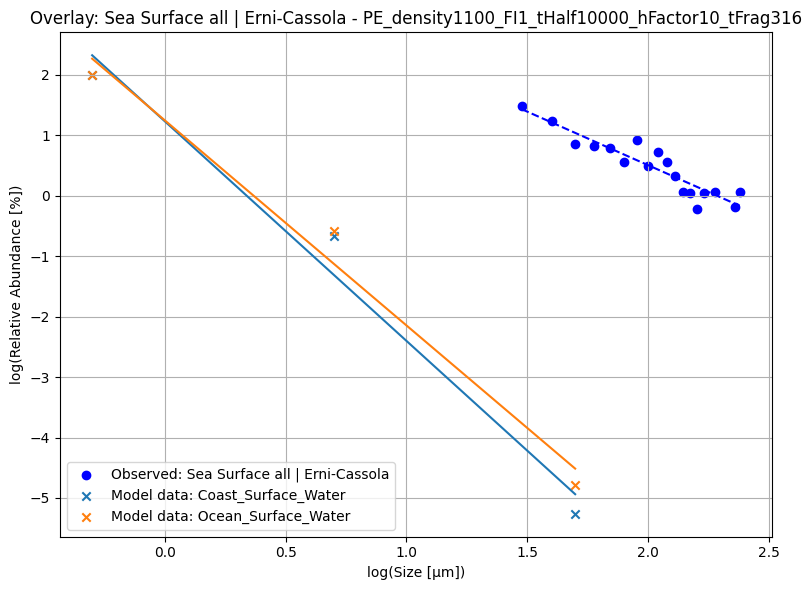 Overlay: Sea Surface all | Erni-Cassola - PE_density1100_FI1_tHalf10000_hFactor10_tFrag316
log(Relative Abundance [%])
2
1
0
−1
−2
−3
−4
−5
Observed: Sea Surface all | Erni-Cassola
Model data: Coast_Surface_Water
Model data: Ocean_Surface_Water
0.0 0.5 1.0 1.5 2.0 2.5
log(Size [μm])